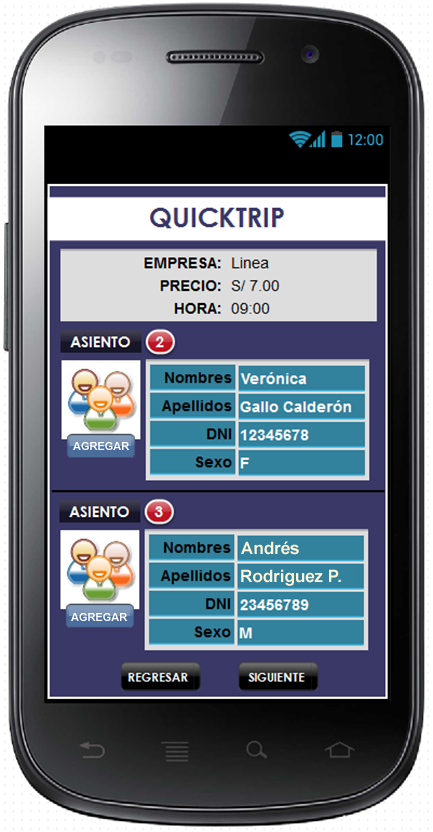 12:00
QUICKTRIP
EMPRESA: Linea
PRECIO: S/ 7.00
HORA: 09:00
ASIENTO 2
Nombres Verónica
Apellidos Gallo Calderón
DNI 12345678
Sexo F
AGREGAR
ASIENTO 3
Nombres Andrés
Apellidos Rodriguez P.
DNI 23456789
Sexo M
AGREGAR
REGRESAR SIGUIENTE